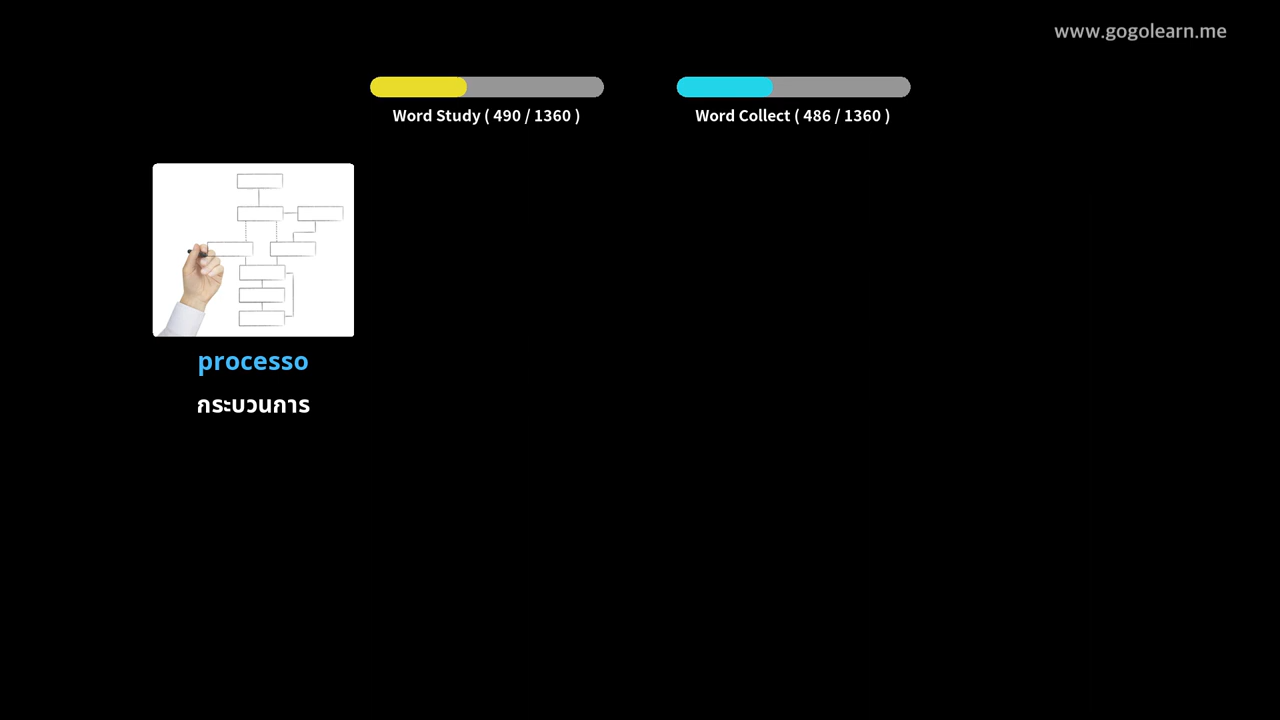 www.gogolearn.me
Word Study ( 490 / 1360 )
Word Collect ( 486 / 1360 )
processo
กระบวนการ